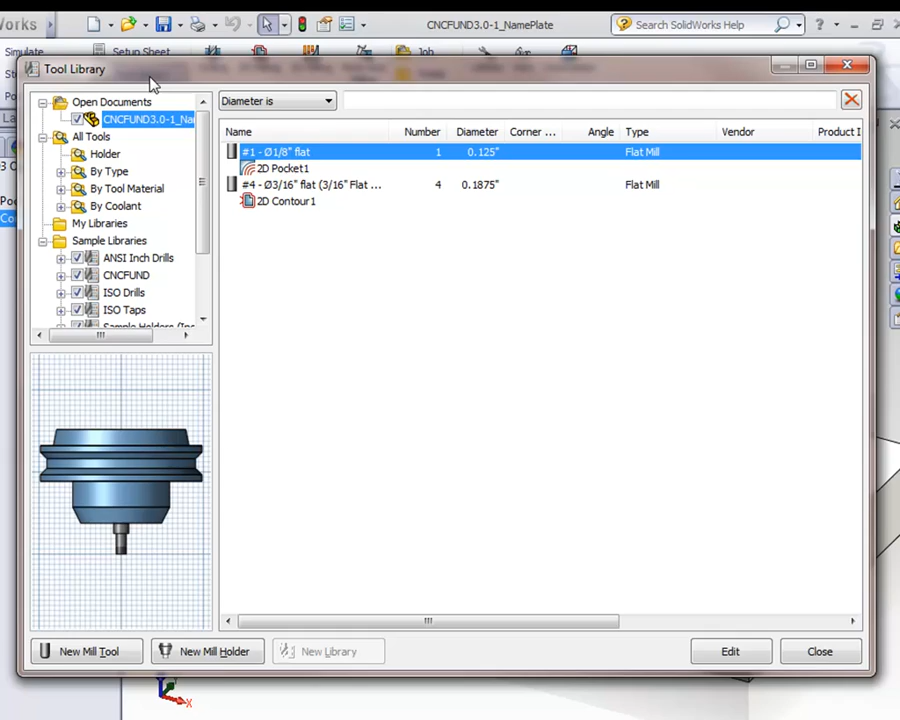 orks
CNCFUND3.0-1_NamePlate
Search SolidWorks Help
Simulate
Setup Sheet
Job
Tool Library
Open Documents
CNCFUND3.0-1_Na
All Tools
Holder
By Type
By Tool Material
By Coolant
My Libraries
Sample Libraries
ANSI Inch Drills
CNCFUND
ISO Drills
ISO Taps
Sample Holders (Inc
Diameter is
Name Number Diameter Corner ... Angle Type Vendor Product I
#1 - Ø1/8" flat 1 0.125" Flat Mill
2D Pocket1
#4 - Ø3/16" flat (3/16" Flat ... 4 0.1875" Flat Mill
2D Contour1
New Mill Tool
New Mill Holder
New Library
Edit
Close
X